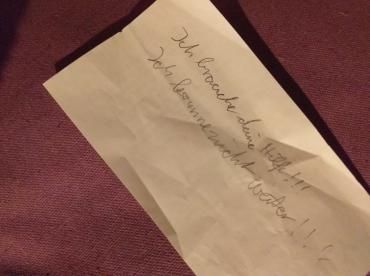 Ich brauche deine Hilfe!!!
Ich komme nicht weiter!!!